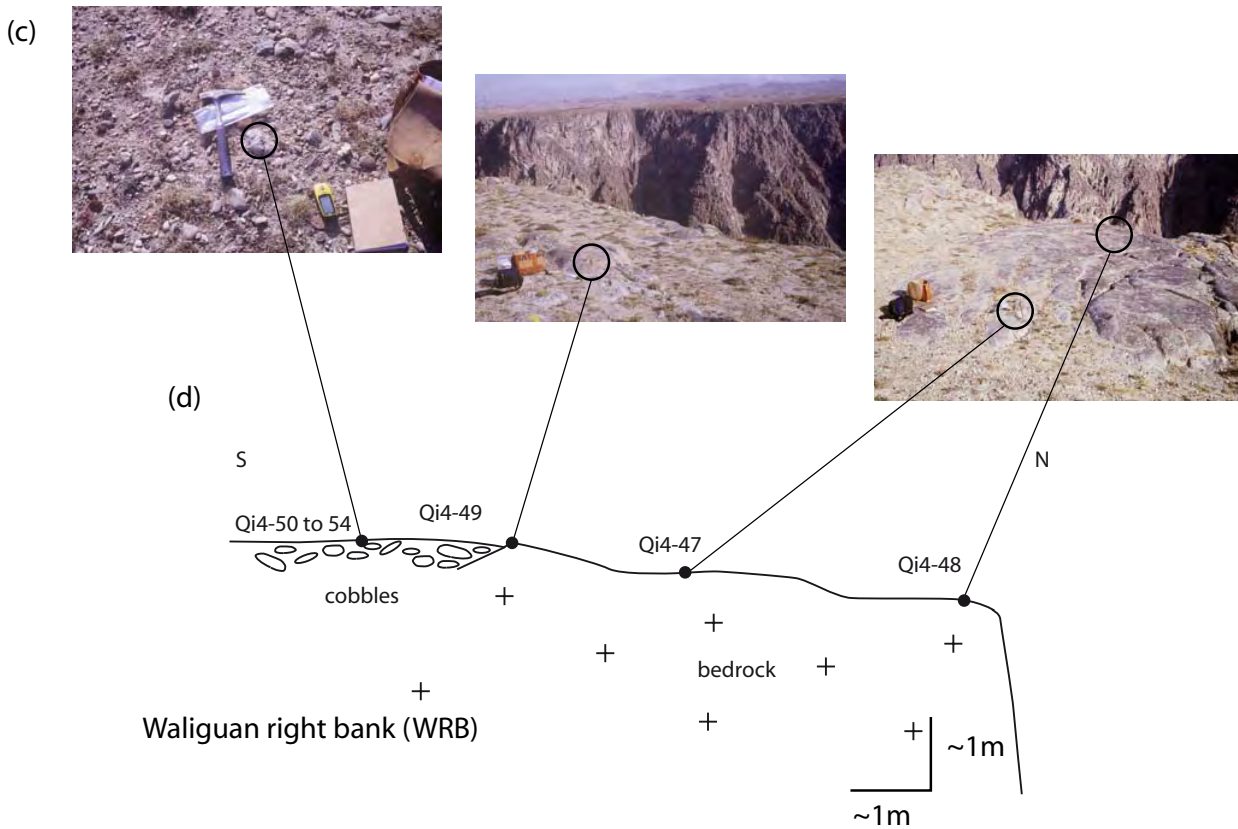 (c)
(d)
S
N
Qi4-50 to 54
Qi4-49
Qi4-47
Qi4-48
cobbles
bedrock
Waliguan right bank (WRB)
~1m
~1m